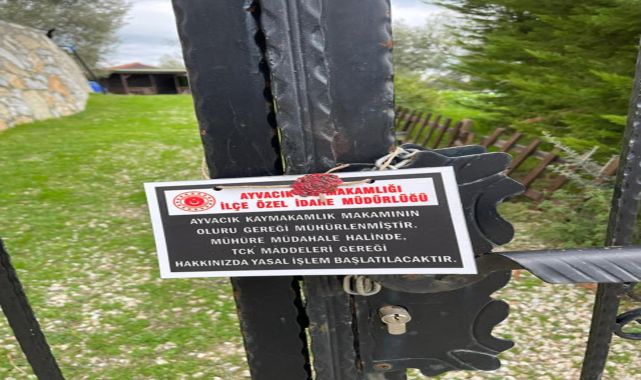 AYVACIK KAYMAKAMLIĞI
İLÇE ÖZEL İDARE MÜDÜRLÜĞÜ
AYVACIK KAYMAKAMLIK MAKAMININ
OLURU GEREĞİ MÜHÜRLENMİŞTİR.
MÜHÜRE MÜDAHALE HALİNDE,
TCK MADDELERİ GEREĞİ
HAKKINIZDA YASAL İŞLEM BAŞLATILACAKTIR.